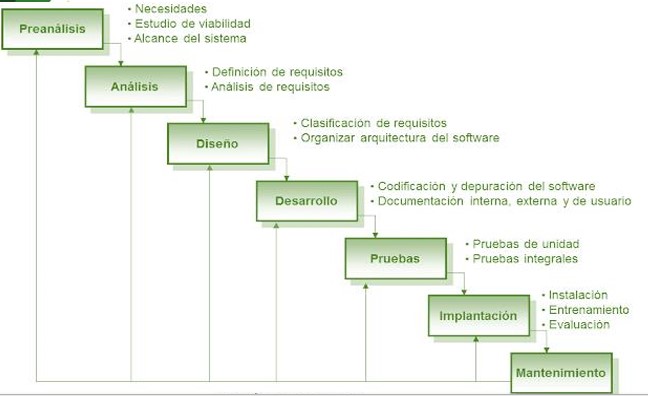 Preanálisis
• Necesidades
• Estudio de viabilidad
• Alcance del sistema
Análisis
• Definición de requisitos
• Análisis de requisitos
Diseño
• Clasificación de requisitos
• Organizar arquitectura del software
Desarrollo
• Codificación y depuración del software
• Documentación interna, externa y de usuario
Pruebas
• Pruebas de unidad
• Pruebas integrales
Implantación
• Instalación
• Entrenamiento
• Evaluación
Mantenimiento